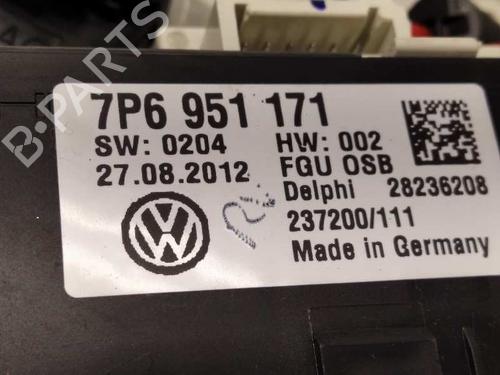 B-PARTS
7P6 951 171
SW: 0204 HW: 002
27.08.2012 FGU OSB
Delphi 28236208
237200/111
Made in Germany